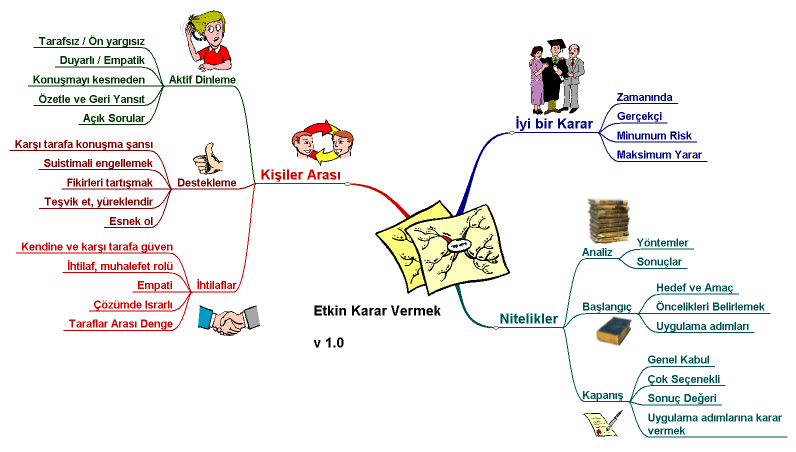 Tarafsız / Ön yargısız
Duyarlı / Empatik
Konuşmayı kesmeden
Özetle ve Geri Yansıt
Açık Sorular
Aktif Dinleme
Karşı tarafa konuşma şansı
Suistimali engellemek
Fikirleri tartışmak
Teşvik et, yüreklendir
Esnek ol
Destekleme
Kendine ve karşı tarafa güven
İhtilaf, muhalefet rolü
Empati
Çözümde Israrlı
Taraflar Arası Denge
İhtilaflar
Kişiler Arası
Etkin Karar Vermek
v 1.0
İyi bir Karar
Zamanında
Gerçekçi
Minumum Risk
Maksimum Yarar
Nitelikler
Analiz
Yöntemler
Sonuçlar
Başlangıç
Hedef ve Amaç
Öncelikleri Belirlemek
Uygulama adımları
Kapanış
Genel Kabul
Çok Seçenekli
Sonuç Değeri
Uygulama adımlarına karar
vermek